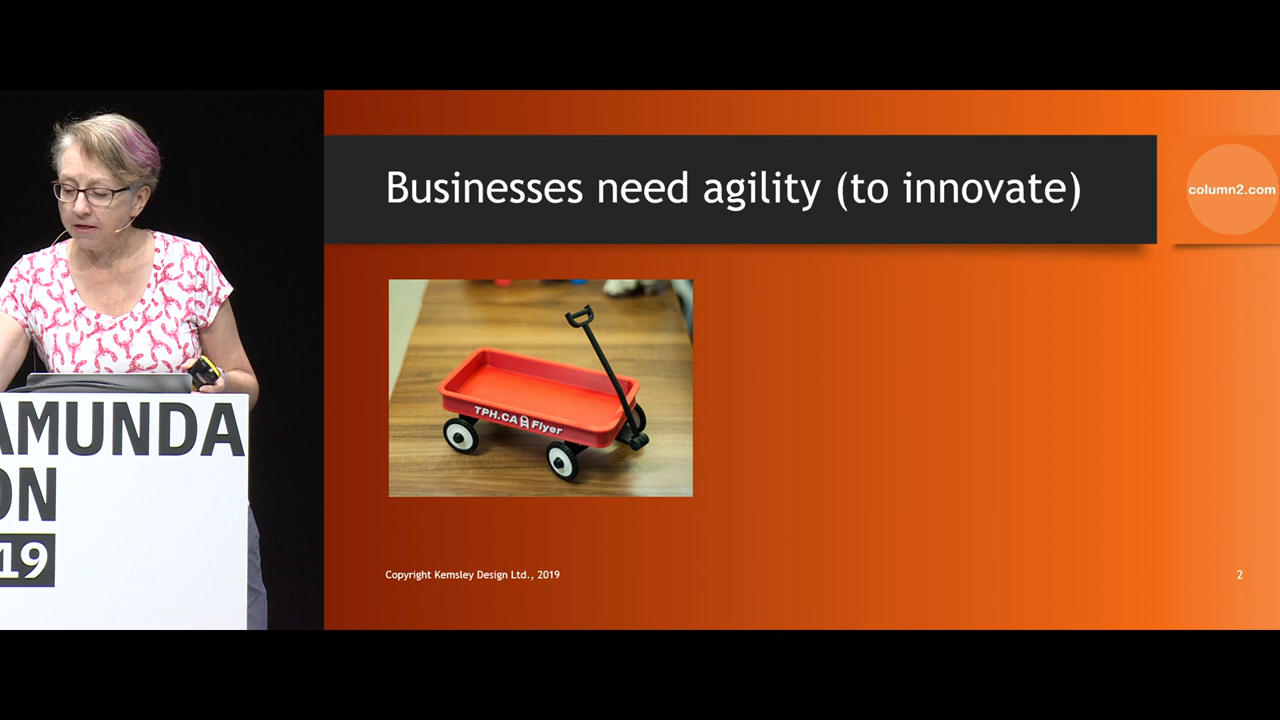 Businesses need agility (to innovate)
column2.com
TPH.CA Flyer
AMUNDA
ON
19
Copyright Kemsley Design Ltd., 2019
2